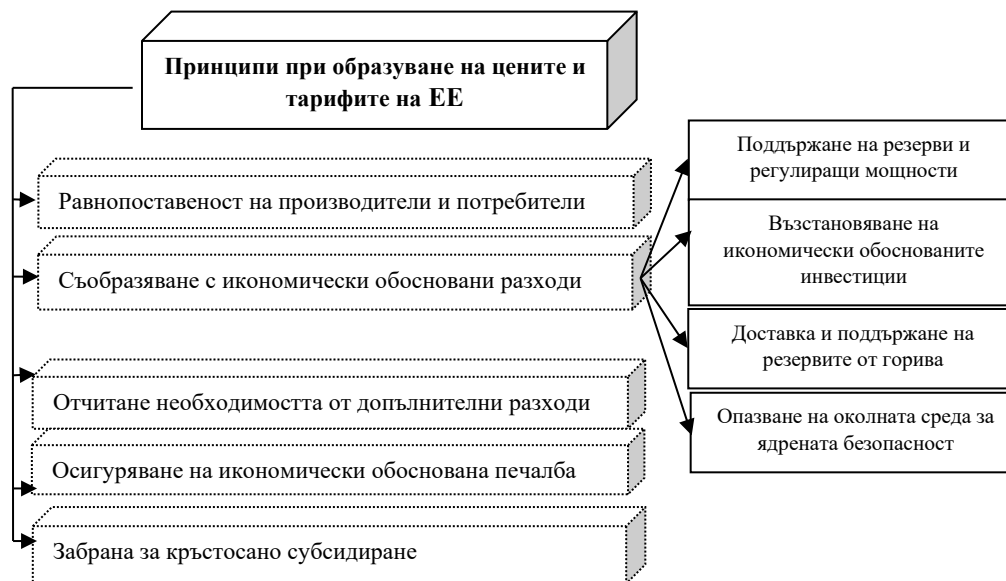 Принципи при образуване на цените и
тарифите на ЕЕ
Равнопоставеност на производители и потребители
Съобразяване с икономически обосновани разходи
Отчитане необходимостта от допълнителни разходи
Осигуряване на икономически обоснована печалба
Забрана за кръстосано субсидиране
Поддържане на резерви и
регулиращи мощности
Възстановяване на
икономически обоснованите
инвестиции
Доставка и поддържане на
резервите от горива
Опазване на околната среда за
ядрената безопасност